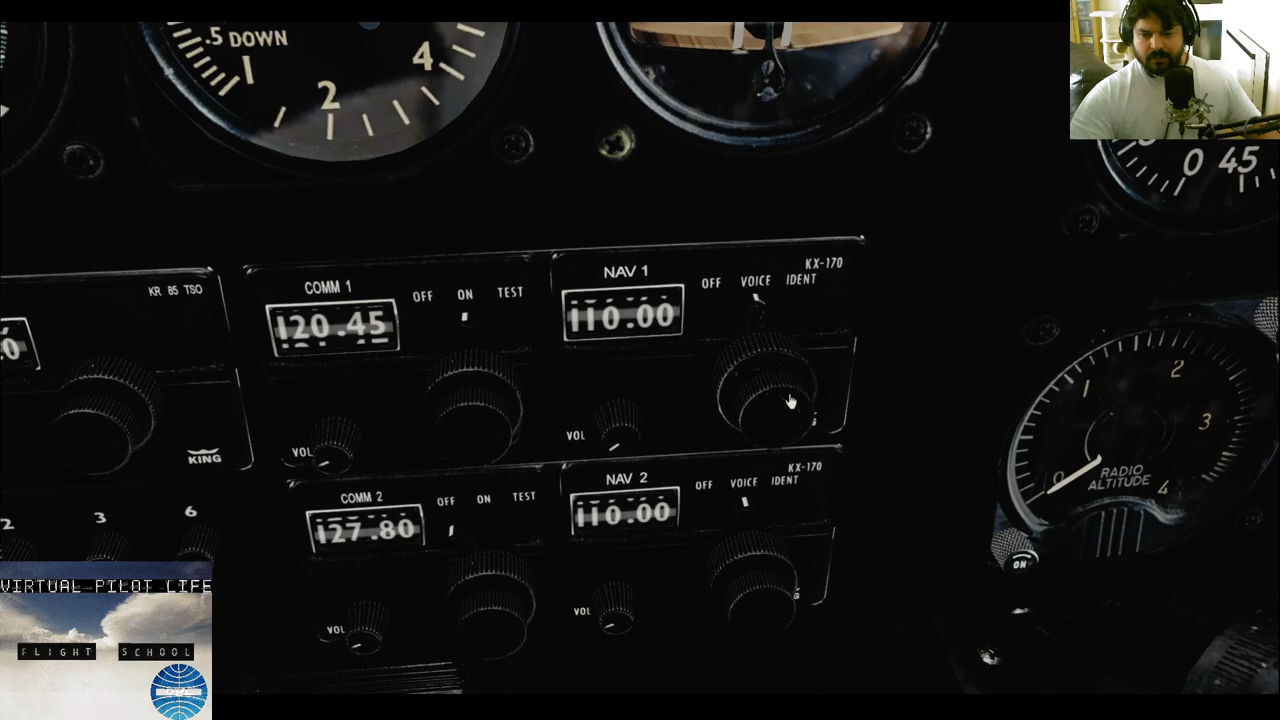 .5 DOWN
1
2
4
0 45
KR 85 TSO
KING
2 3 6
COMM 1
OFF ON TEST
120.45
VOL
NAV 1
KX-170
OFF VOICE IDENT
110.00
VOL
COMM 2
OFF ON TEST
127.80
VOL
NAV 2
KX-170
OFF VOICE IDENT
110.00
VOL
0
1
2
3
4
RADIO
ALTITUDE
ON
VIRTUAL PILOT LIFE
FLIGHT SCHOOL